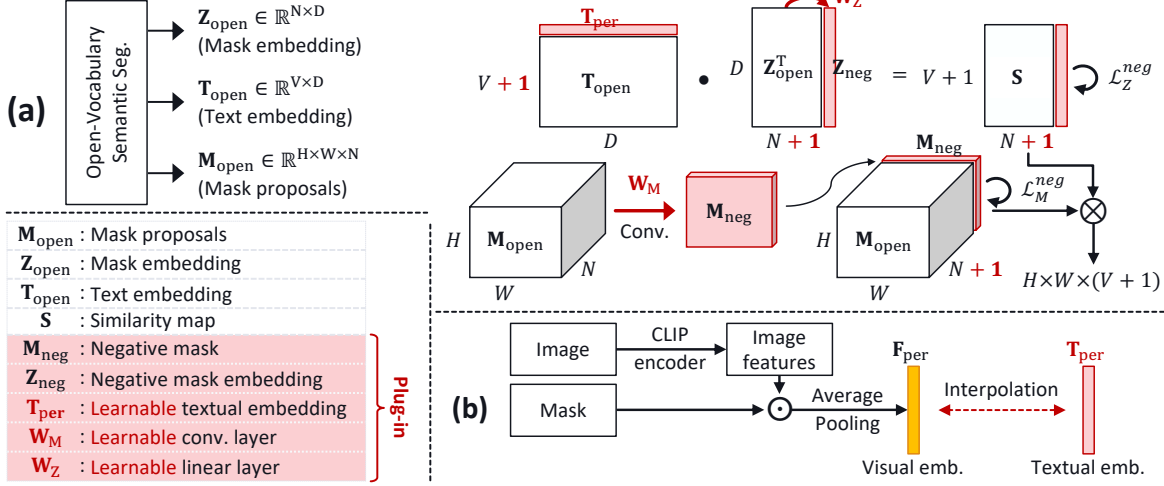 (a)
Open-Vocabulary
Semantic Seg.
Z_open ∈ ℝ^{N×D}
(Mask embedding)
T_open ∈ ℝ^{V×D}
(Text embedding)
M_open ∈ ℝ^{H×W×N}
(Mask proposals)
T_per
V + 1
T_open
D
•
D
W_Z
Z_open^T
Z_neg
N + 1
=
V + 1
S
ℒ_Z^{neg}
N + 1
H
M_open
N
W
W_M
Conv.
M_neg
M_neg
H
M_open
N + 1
W
ℒ_M^{neg}
H×W×(V + 1)
M_open : Mask proposals
Z_open : Mask embedding
T_open : Text embedding
S : Similarity map
M_neg : Negative mask
Z_neg : Negative mask embedding
T_per : Learnable textual embedding
W_M : Learnable conv. layer
W_Z : Learnable linear layer
Plug-in
(b)
Image
CLIP
encoder
Image
features
Mask
Average
Pooling
F_per
Visual emb.
Interpolation
T_per
Textual emb.